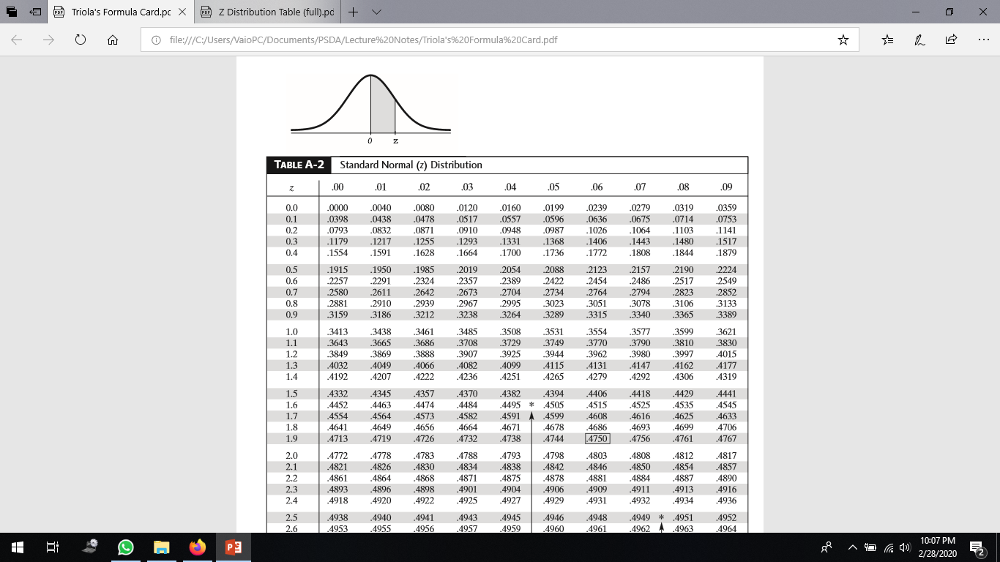 Triola's Formula Card.pc
Z Distribution Table (full).pd
file:///C:/Users/VaioPC/Documents/PSDA/Lecture%20Notes/Triola's%20Formula%20Card.pdf
0 z
TABLE A-2 Standard Normal (z) Distribution
z .00 .01 .02 .03 .04 .05 .06 .07 .08 .09
0.0 .0000 .0040 .0080 .0120 .0160 .0199 .0239 .0279 .0319 .0359
0.1 .0398 .0438 .0478 .0517 .0557 .0596 .0636 .0675 .0714 .0753
0.2 .0793 .0832 .0871 .0910 .0948 .0987 .1026 .1064 .1103 .1141
0.3 .1179 .1217 .1255 .1293 .1331 .1368 .1406 .1443 .1480 .1517
0.4 .1554 .1591 .1628 .1664 .1700 .1736 .1772 .1808 .1844 .1879
0.5 .1915 .1950 .1985 .2019 .2054 .2088 .2123 .2157 .2190 .2224
0.6 .2257 .2291 .2324 .2357 .2389 .2422 .2454 .2486 .2517 .2549
0.7 .2580 .2611 .2642 .2673 .2704 .2734 .2764 .2794 .2823 .2852
0.8 .2881 .2910 .2939 .2967 .2995 .3023 .3051 .3078 .3106 .3133
0.9 .3159 .3186 .3212 .3238 .3264 .3289 .3315 .3340 .3365 .3389
1.0 .3413 .3438 .3461 .3485 .3508 .3531 .3554 .3577 .3599 .3621
1.1 .3643 .3665 .3686 .3708 .3729 .3749 .3770 .3790 .3810 .3830
1.2 .3849 .3869 .3888 .3907 .3925 .3944 .3962 .3980 .3997 .4015
1.3 .4032 .4049 .4066 .4082 .4099 .4115 .4131 .4147 .4162 .4177
1.4 .4192 .4207 .4222 .4236 .4251 .4265 .4279 .4292 .4306 .4319
1.5 .4332 .4345 .4357 .4370 .4382 .4394 .4406 .4418 .4429 .4441
1.6 .4452 .4463 .4474 .4484 .4495 * .4505 .4515 .4525 .4535 .4545
1.7 .4554 .4564 .4573 .4582 .4591 .4599 .4608 .4616 .4625 .4633
1.8 .4641 .4649 .4656 .4664 .4671 .4678 .4686 .4693 .4699 .4706
1.9 .4713 .4719 .4726 .4732 .4738 .4744 .4750 .4756 .4761 .4767
2.0 .4772 .4778 .4783 .4788 .4793 .4798 .4803 .4808 .4812 .4817
2.1 .4821 .4826 .4830 .4834 .4838 .4842 .4846 .4850 .4854 .4857
2.2 .4861 .4864 .4868 .4871 .4875 .4878 .4881 .4884 .4887 .4890
2.3 .4893 .4896 .4898 .4901 .4904 .4906 .4909 .4911 .4913 .4916
2.4 .4918 .4920 .4922 .4925 .4927 .4929 .4931 .4932 .4934 .4936
2.5 .4938 .4940 .4941 .4943 .4945 .4946 .4948 .4949 * .4951 .4952
2.6 .4953 .4955 .4956 .4957 .4959 .4960 .4961 .4962 .4963 .4964
10:07 PM
2/28/2020
2